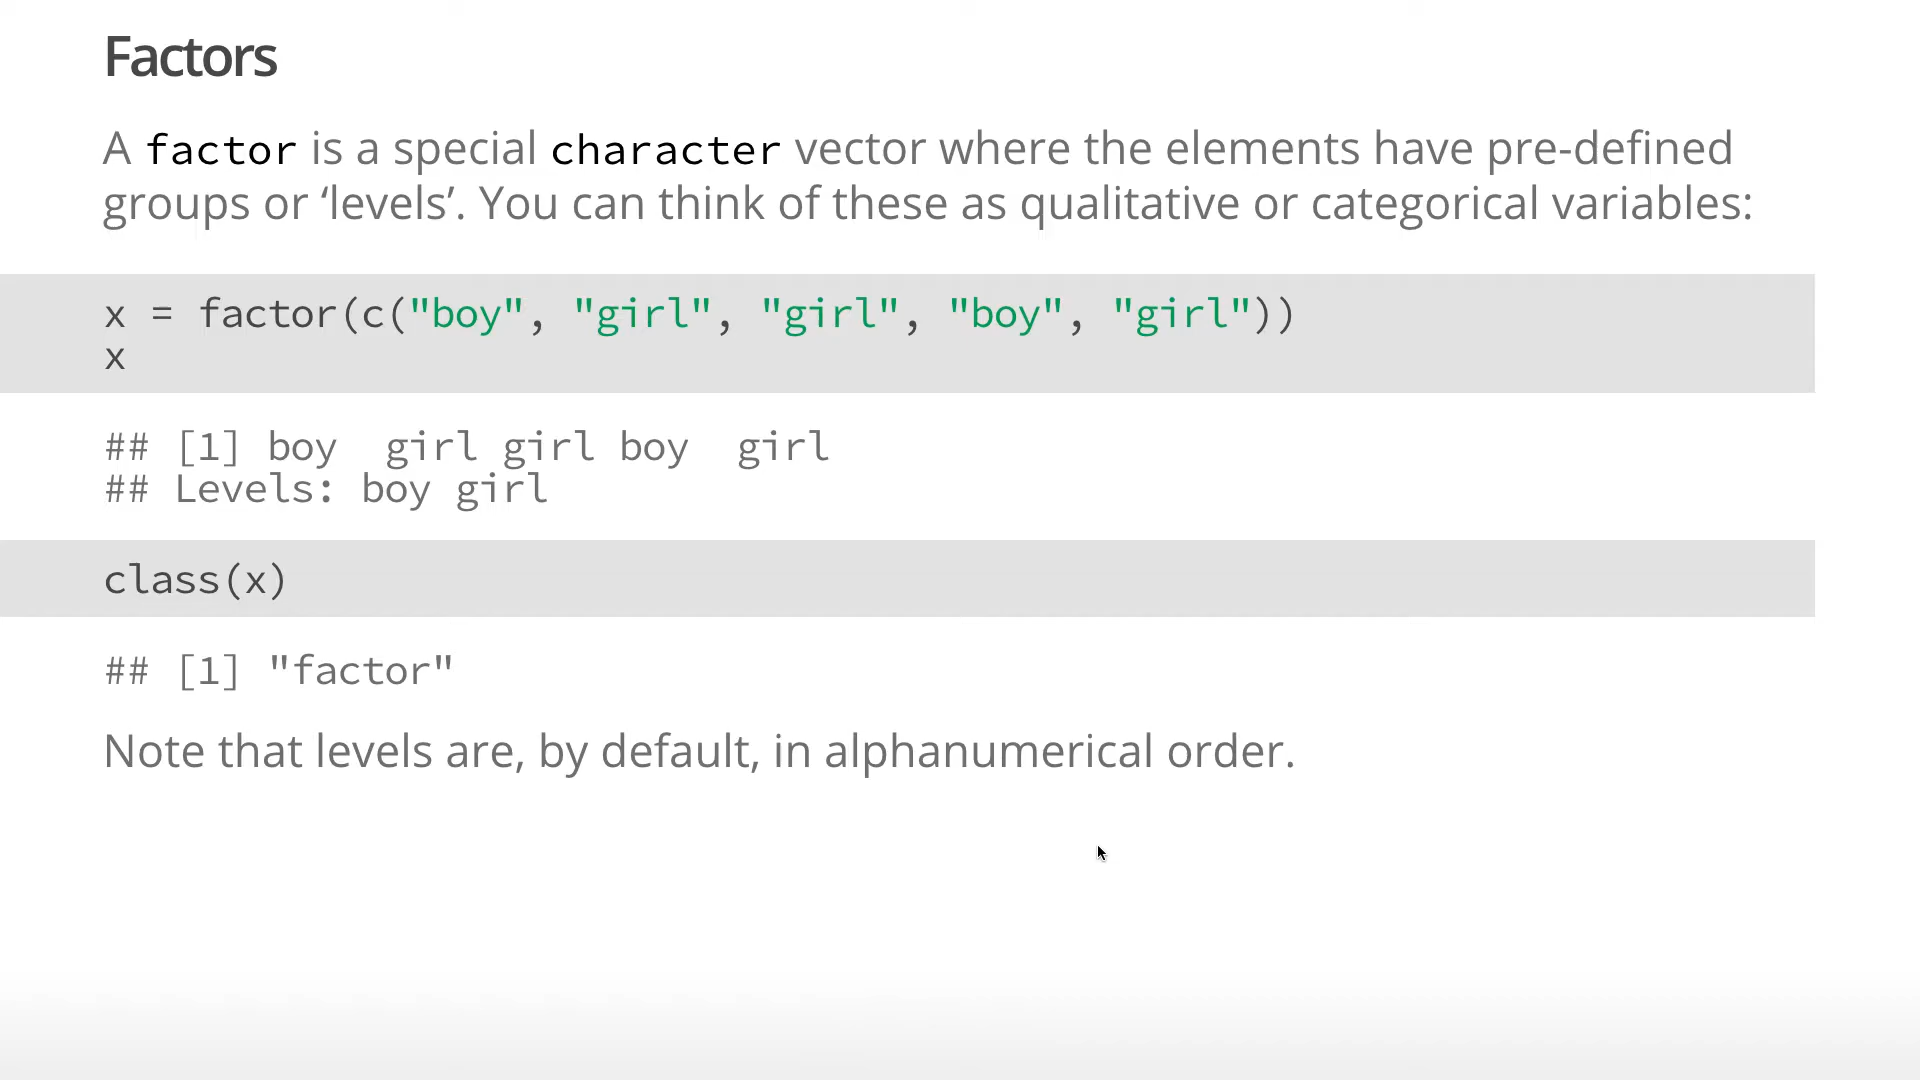 Factors
A factor is a special character vector where the elements have pre-defined
groups or ‘levels’. You can think of these as qualitative or categorical variables:
x = factor(c("boy", "girl", "girl", "boy", "girl"))
x
## [1] boy  girl girl boy  girl
## Levels: boy girl
class(x)
## [1] "factor"
Note that levels are, by default, in alphanumerical order.